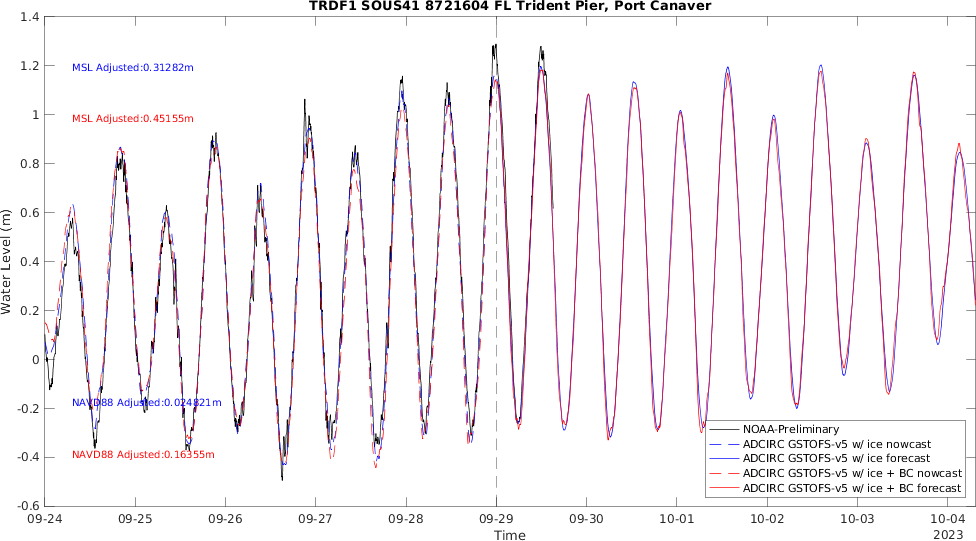 TRDF1 SOUS41 8721604 FL Trident Pier, Port Canaver
1.4
1.2
1
0.8
0.6
0.4
0.2
0
-0.2
-0.4
-0.6
Water Level (m)
MSL Adjusted:0.31282m
MSL Adjusted:0.45155m
NAVD88 Adjusted:0.024821m
NAVD88 Adjusted:0.16355m
NOAA-Preliminary
ADCIRC GSTOFS-v5 w/ ice nowcast
ADCIRC GSTOFS-v5 w/ ice forecast
ADCIRC GSTOFS-v5 w/ ice + BC nowcast
ADCIRC GSTOFS-v5 w/ ice + BC forecast
09-24 09-25 09-26 09-27 09-28 09-29 09-30 10-01 10-02 10-03 10-04
Time
2023